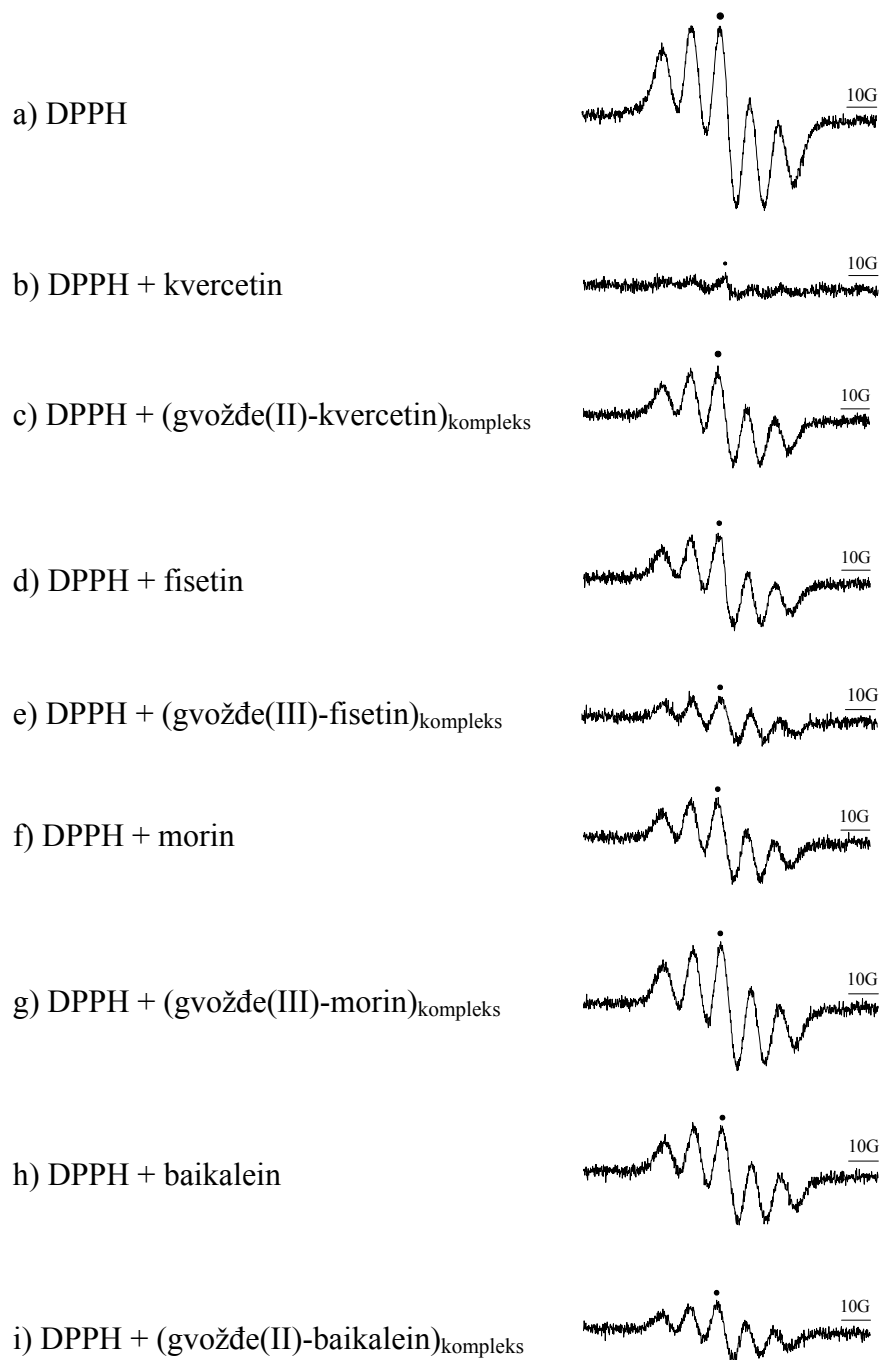 10G
a) DPPH
10G
b) DPPH + kvercetin
10G
c) DPPH + (gvožđe(II)-kvercetin)kompleks
10G
d) DPPH + fisetin
10G
e) DPPH + (gvožđe(III)-fisetin)kompleks
10G
f) DPPH + morin
10G
g) DPPH + (gvožđe(III)-morin)kompleks
10G
h) DPPH + baikalein
10G
i) DPPH + (gvožđe(II)-baikalein)kompleks